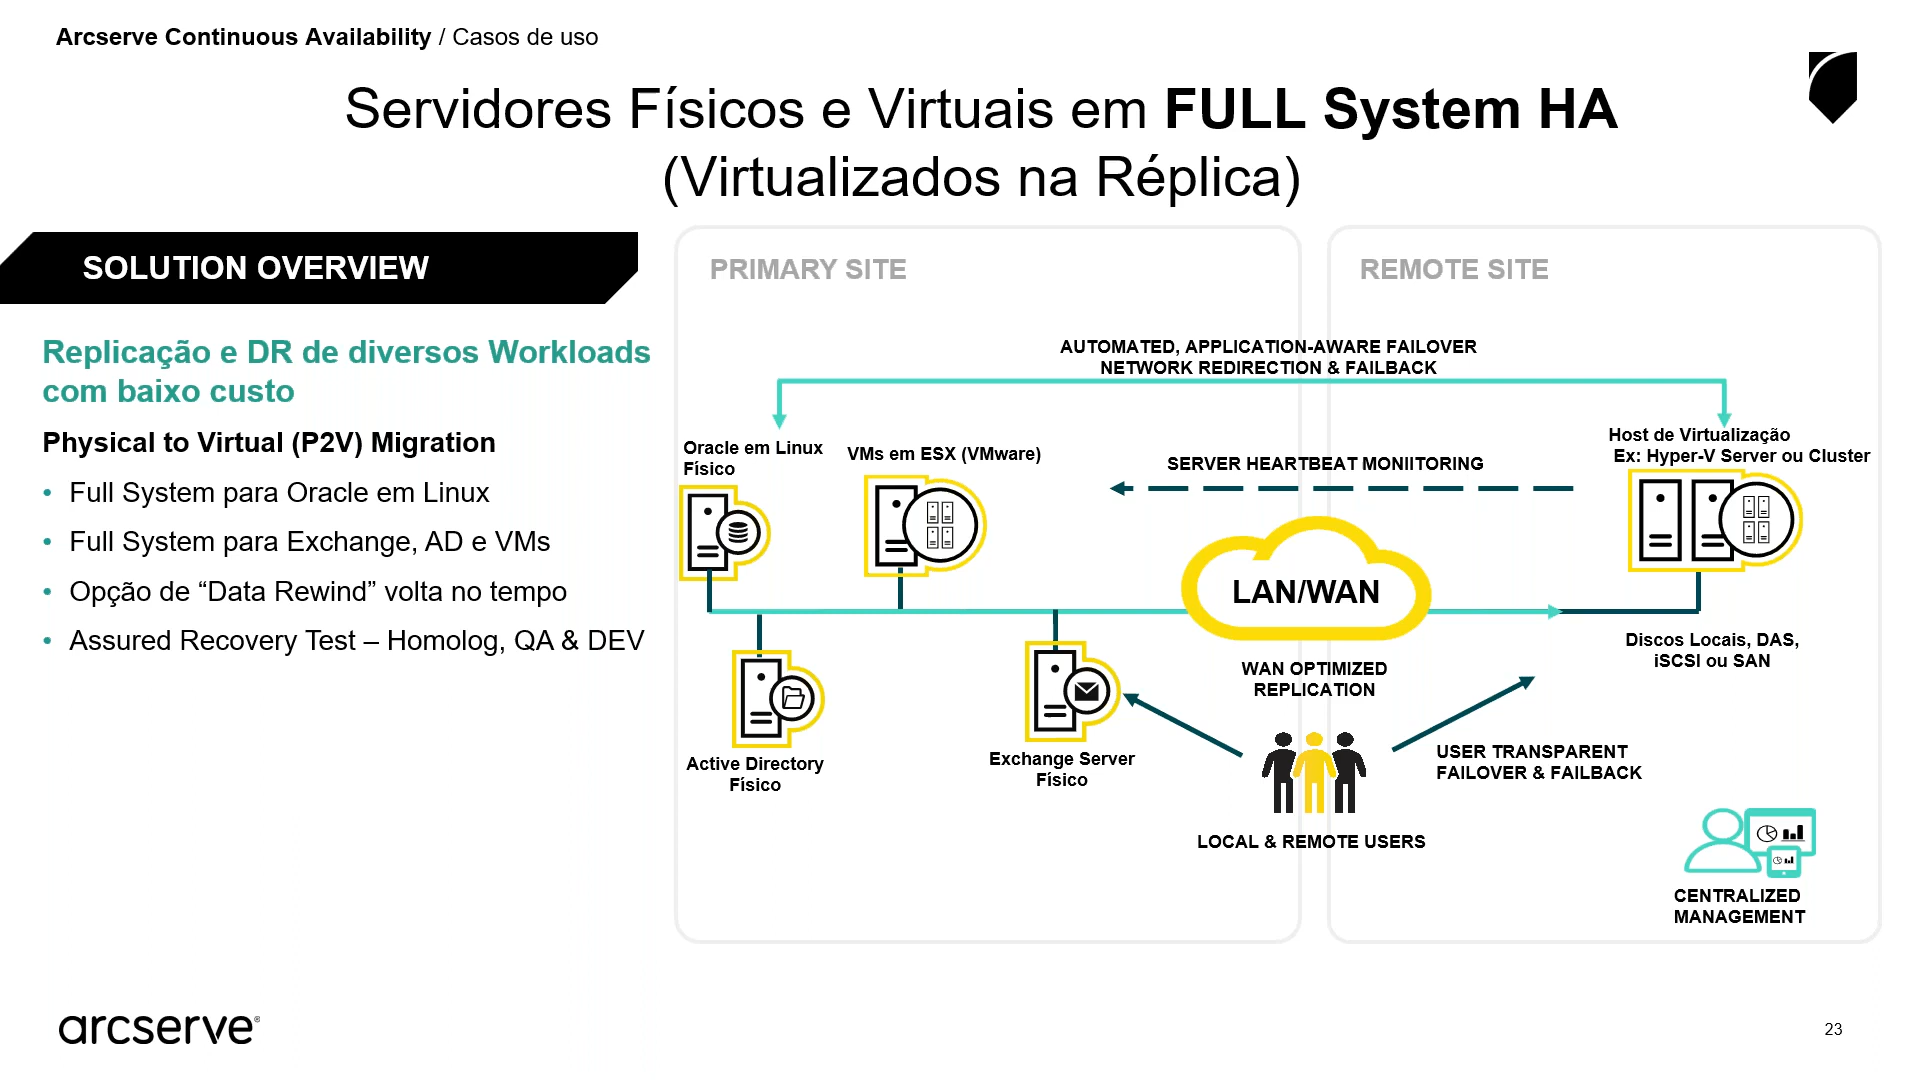 Arcserve Continuous Availability / Casos de uso
Servidores Físicos e Virtuais em FULL System HA
(Virtualizados na Réplica)
SOLUTION OVERVIEW
Replicação e DR de diversos Workloads
com baixo custo
Physical to Virtual (P2V) Migration
• Full System para Oracle em Linux
• Full System para Exchange, AD e VMs
• Opção de “Data Rewind” volta no tempo
• Assured Recovery Test – Homolog, QA & DEV
PRIMARY SITE
REMOTE SITE
AUTOMATED, APPLICATION-AWARE FAILOVER
NETWORK REDIRECTION & FAILBACK
Oracle em Linux
Físico
VMs em ESX (VMware)
SERVER HEARTBEAT MONIITORING
Host de Virtualização
Ex: Hyper-V Server ou Cluster
LAN/WAN
WAN OPTIMIZED
REPLICATION
Discos Locais, DAS,
iSCSI ou SAN
Active Directory
Físico
Exchange Server
Físico
USER TRANSPARENT
FAILOVER & FAILBACK
LOCAL & REMOTE USERS
CENTRALIZED
MANAGEMENT
arcserve®
23